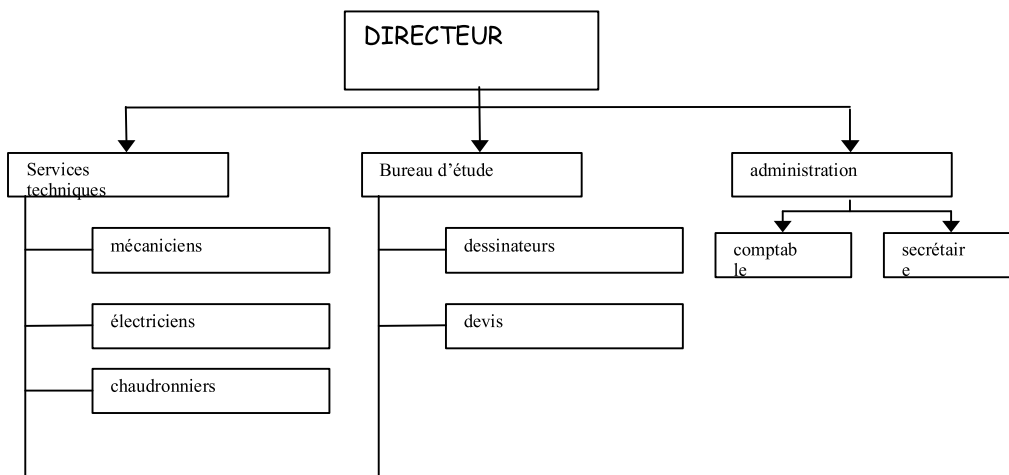 DIRECTEUR
Services
techniques
Bureau d’étude
administration
mécaniciens
dessinateurs
comptab
le
secrétair
e
électriciens
devis
chaudronniers